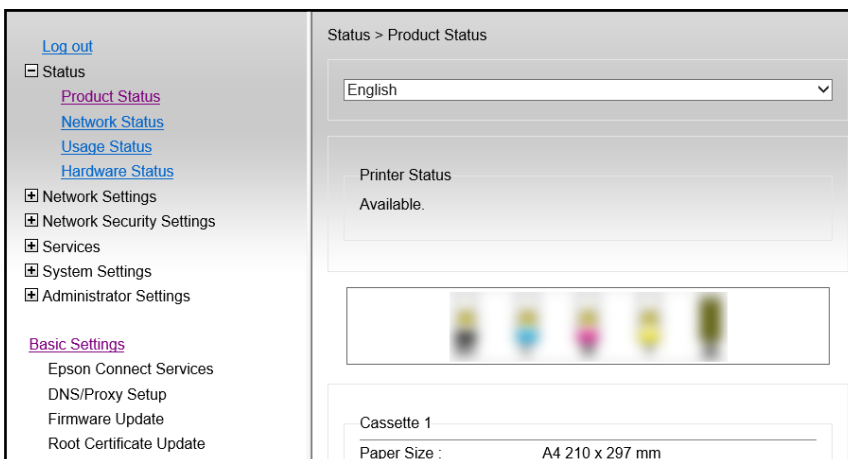 Log out
Status
Product Status
Network Status
Usage Status
Hardware Status
Network Settings
Network Security Settings
Services
System Settings
Administrator Settings
Basic Settings
Epson Connect Services
DNS/Proxy Setup
Firmware Update
Root Certificate Update
Status > Product Status
English
Printer Status
Available.
Cassette 1
Paper Size : A4 210 x 297 mm